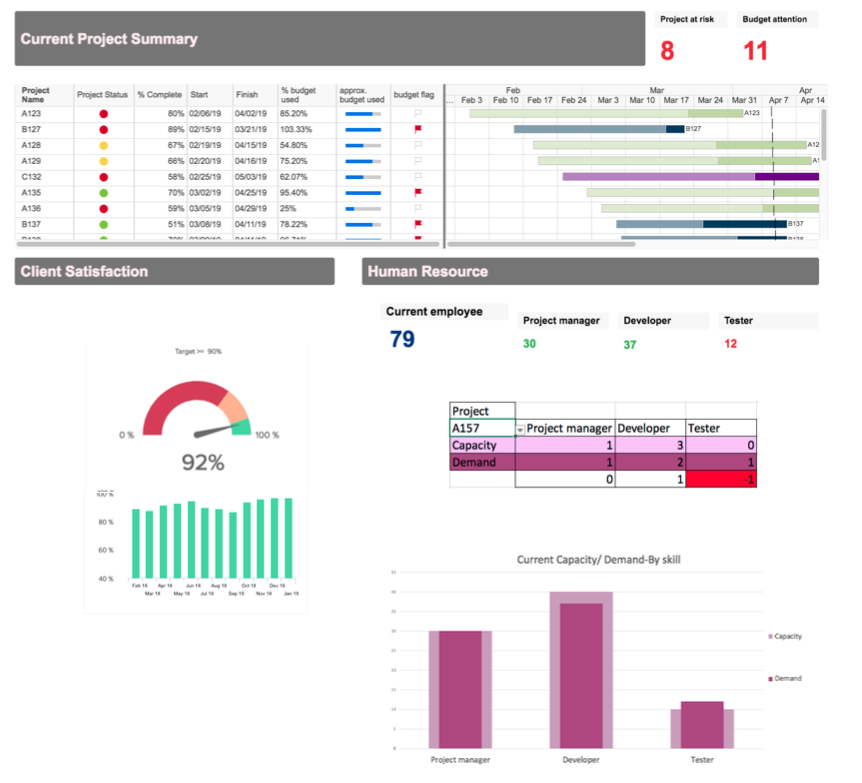 Project at risk
Budget attention
Current Project Summary
8
11
Project Name
Project Status
% Complete
Start
Finish
% budget used
approx. budget used
budget flag
Feb
Mar
Apr
... Feb 3 Feb 10 Feb 17 Feb 24 Mar 3 Mar 10 Mar 17 Mar 24 Mar 31 Apr 7 Apr 14
A123 80% 02/06/19 04/02/19 85.20% A123
B127 89% 02/15/19 03/21/19 103.33% B127
A128 67% 02/19/19 04/15/19 54.80% A12
A129 66% 02/20/19 04/16/19 75.20% A1
C132 58% 02/25/19 05/03/19 62.07%
A135 70% 03/02/19 04/25/19 95.40%
A136 59% 03/05/19 04/29/19 25%
B137 51% 03/08/19 04/11/19 78.22% B137
Client Satisfaction
Human Resource
Current employee
79
Project manager
Developer
Tester
30
37
12
Target >= 90%
0 %
100 %
92%
100 %
80 %
60 %
40 %
Feb 18 Apr 18 Jun 18 Aug 18 Oct 18 Dec 18
Mar 18 May 18 Jul 18 Sep 18 Nov 18 Jan 19
Project
A157 Project manager Developer Tester
Capacity 1 3 0
Demand 1 2 1
0 1 -1
Current Capacity/ Demand-By skill
45
40
35
30
25
20
15
10
5
0
Capacity
Demand
Project manager
Developer
Tester